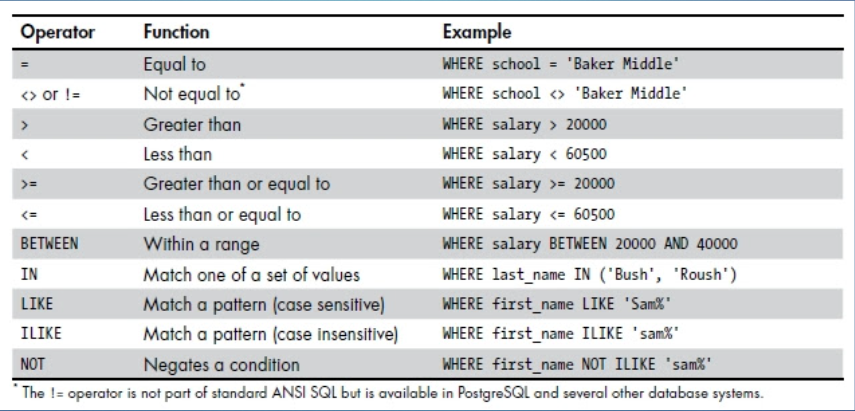 Operator Function Example
= Equal to WHERE school = 'Baker Middle'
<> or != Not equal to* WHERE school <> 'Baker Middle'
> Greater than WHERE salary > 20000
< Less than WHERE salary < 60500
>= Greater than or equal to WHERE salary >= 20000
<= Less than or equal to WHERE salary <= 60500
BETWEEN Within a range WHERE salary BETWEEN 20000 AND 40000
IN Match one of a set of values WHERE last_name IN ('Bush', 'Roush')
LIKE Match a pattern (case sensitive) WHERE first_name LIKE 'Sam%'
ILIKE Match a pattern (case insensitive) WHERE first_name ILIKE 'sam%'
NOT Negates a condition WHERE first_name NOT ILIKE 'sam%'
* The != operator is not part of standard ANSI SQL but is available in PostgreSQL and several other database systems.